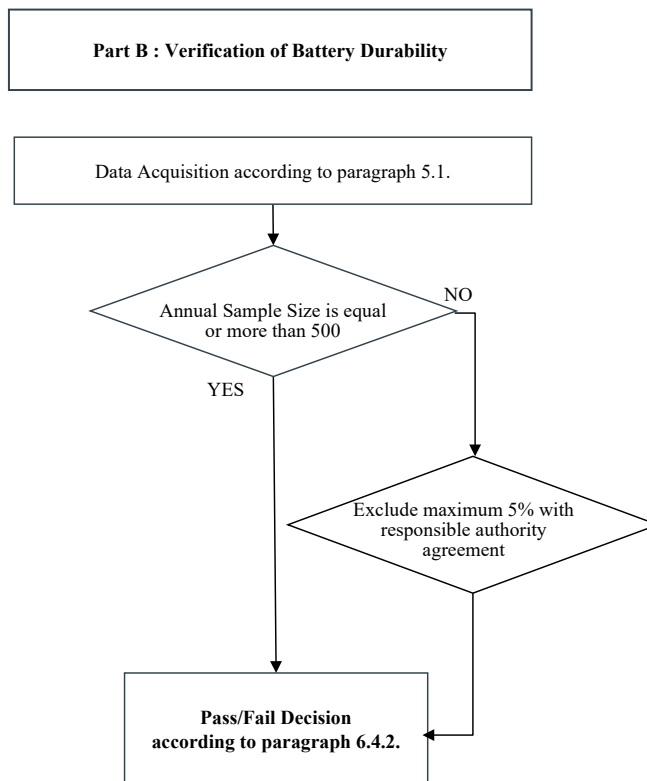 Part B : Verification of Battery Durability
Data Acquisition according to paragraph 5.1.
Annual Sample Size is equal
or more than 500
NO
YES
Exclude maximum 5% with
responsible authority
agreement
Pass/Fail Decision
according to paragraph 6.4.2.